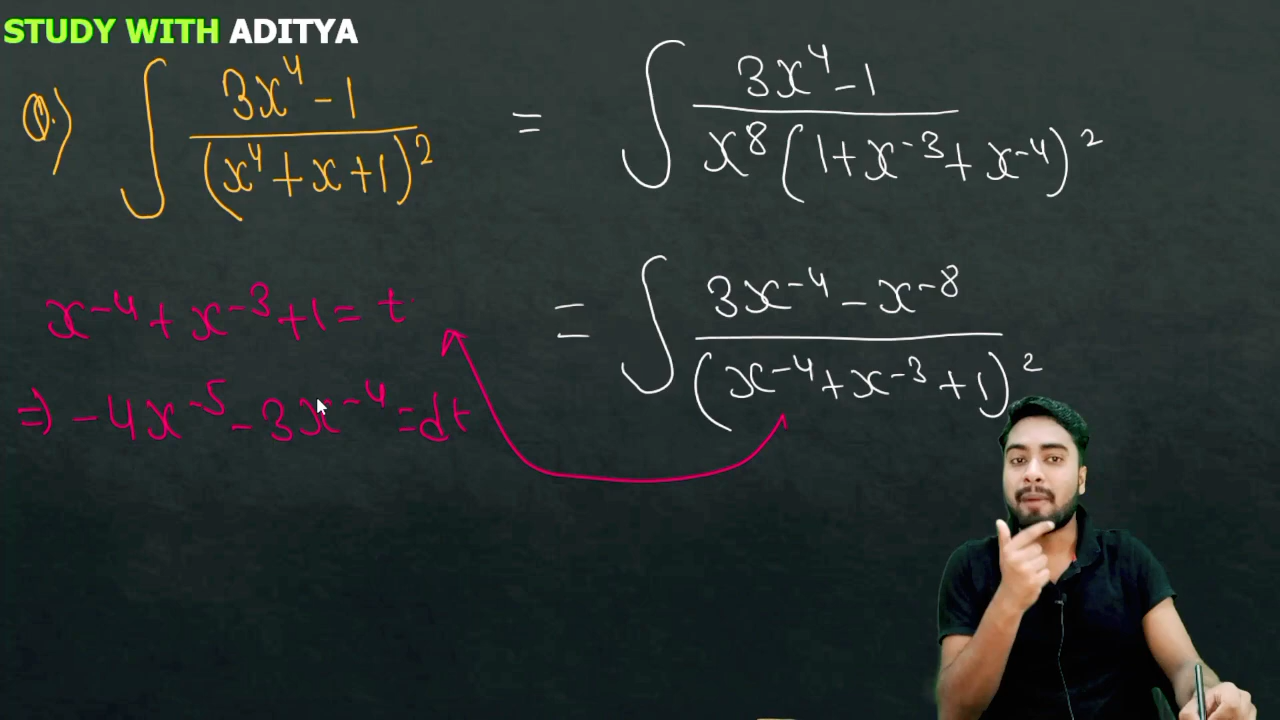 STUDY WITH ADITYA
Q.) ∫ (3x⁴ - 1) / (x⁴ + x + 1)² = ∫ (3x⁴ - 1) / x⁸(1 + x⁻³ + x⁻⁴)²
= ∫ (3x⁻⁴ - x⁻⁸) / (x⁻⁴ + x⁻³ + 1)²
x⁻⁴ + x⁻³ + 1 = t
⇒ -4x⁻⁵ - 3x⁻⁴ = dt